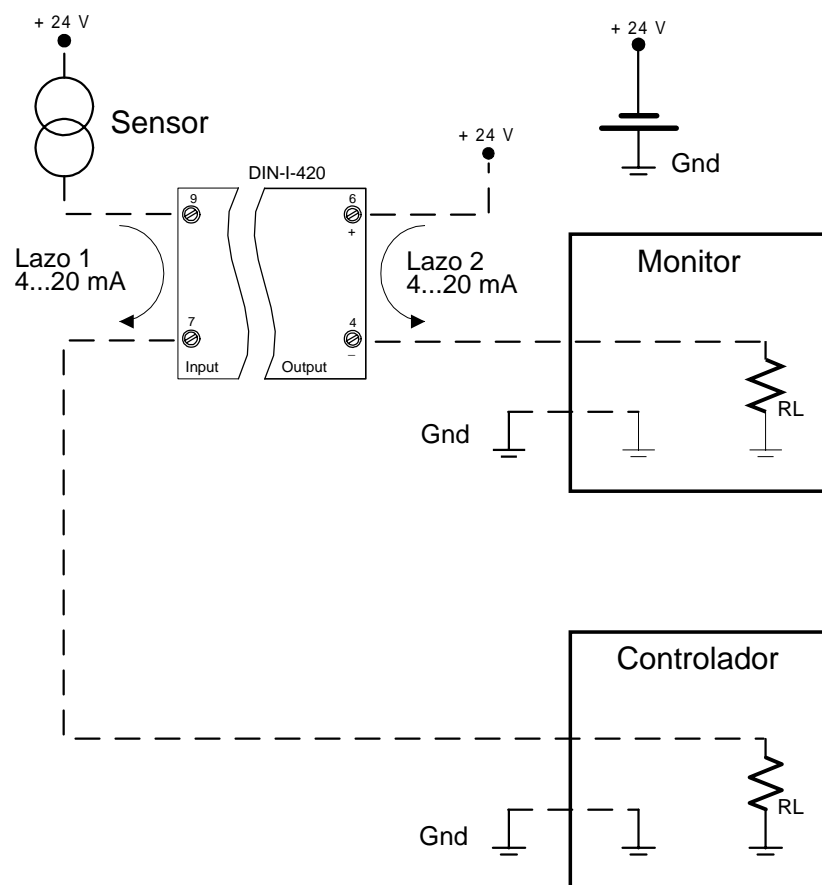 + 24 V
+ 24 V
Sensor
+ 24 V
Gnd
DIN-I-420
9
6
+
Lazo 1
4...20 mA
Lazo 2
4...20 mA
Monitor
7
4
–
Input
Output
RL
Gnd
Controlador
RL
Gnd